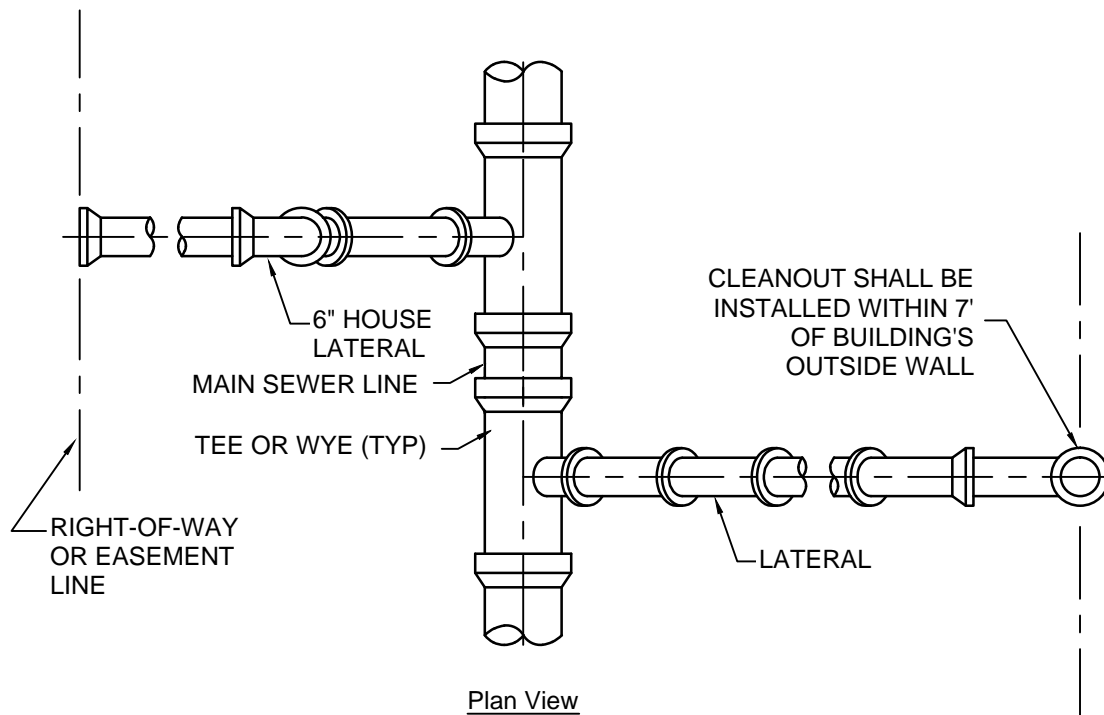 6" HOUSE
LATERAL
MAIN SEWER LINE
TEE OR WYE (TYP)
RIGHT-OF-WAY
OR EASEMENT
LINE
CLEANOUT SHALL BE
INSTALLED WITHIN 7'
OF BUILDING'S
OUTSIDE WALL
LATERAL
Plan View